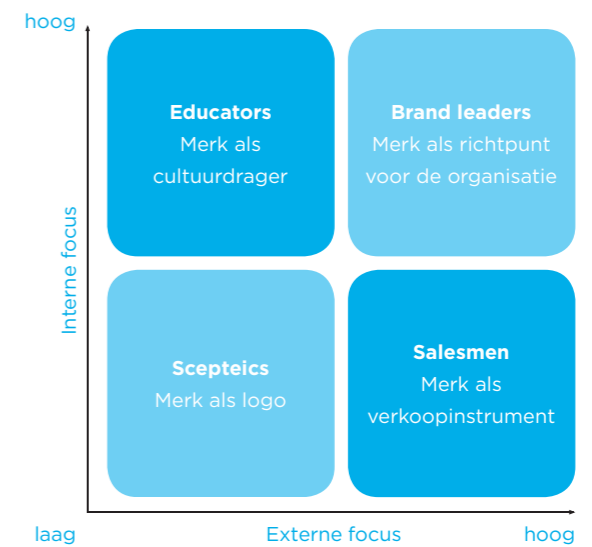 hoog
Educators
Merk als
cultuurdrager
Brand leaders
Merk als richtpunt
voor de organisatie
Interne focus
Scepteics
Merk als logo
Salesmen
Merk als
verkoopinstrument
laag
Externe focus
hoog